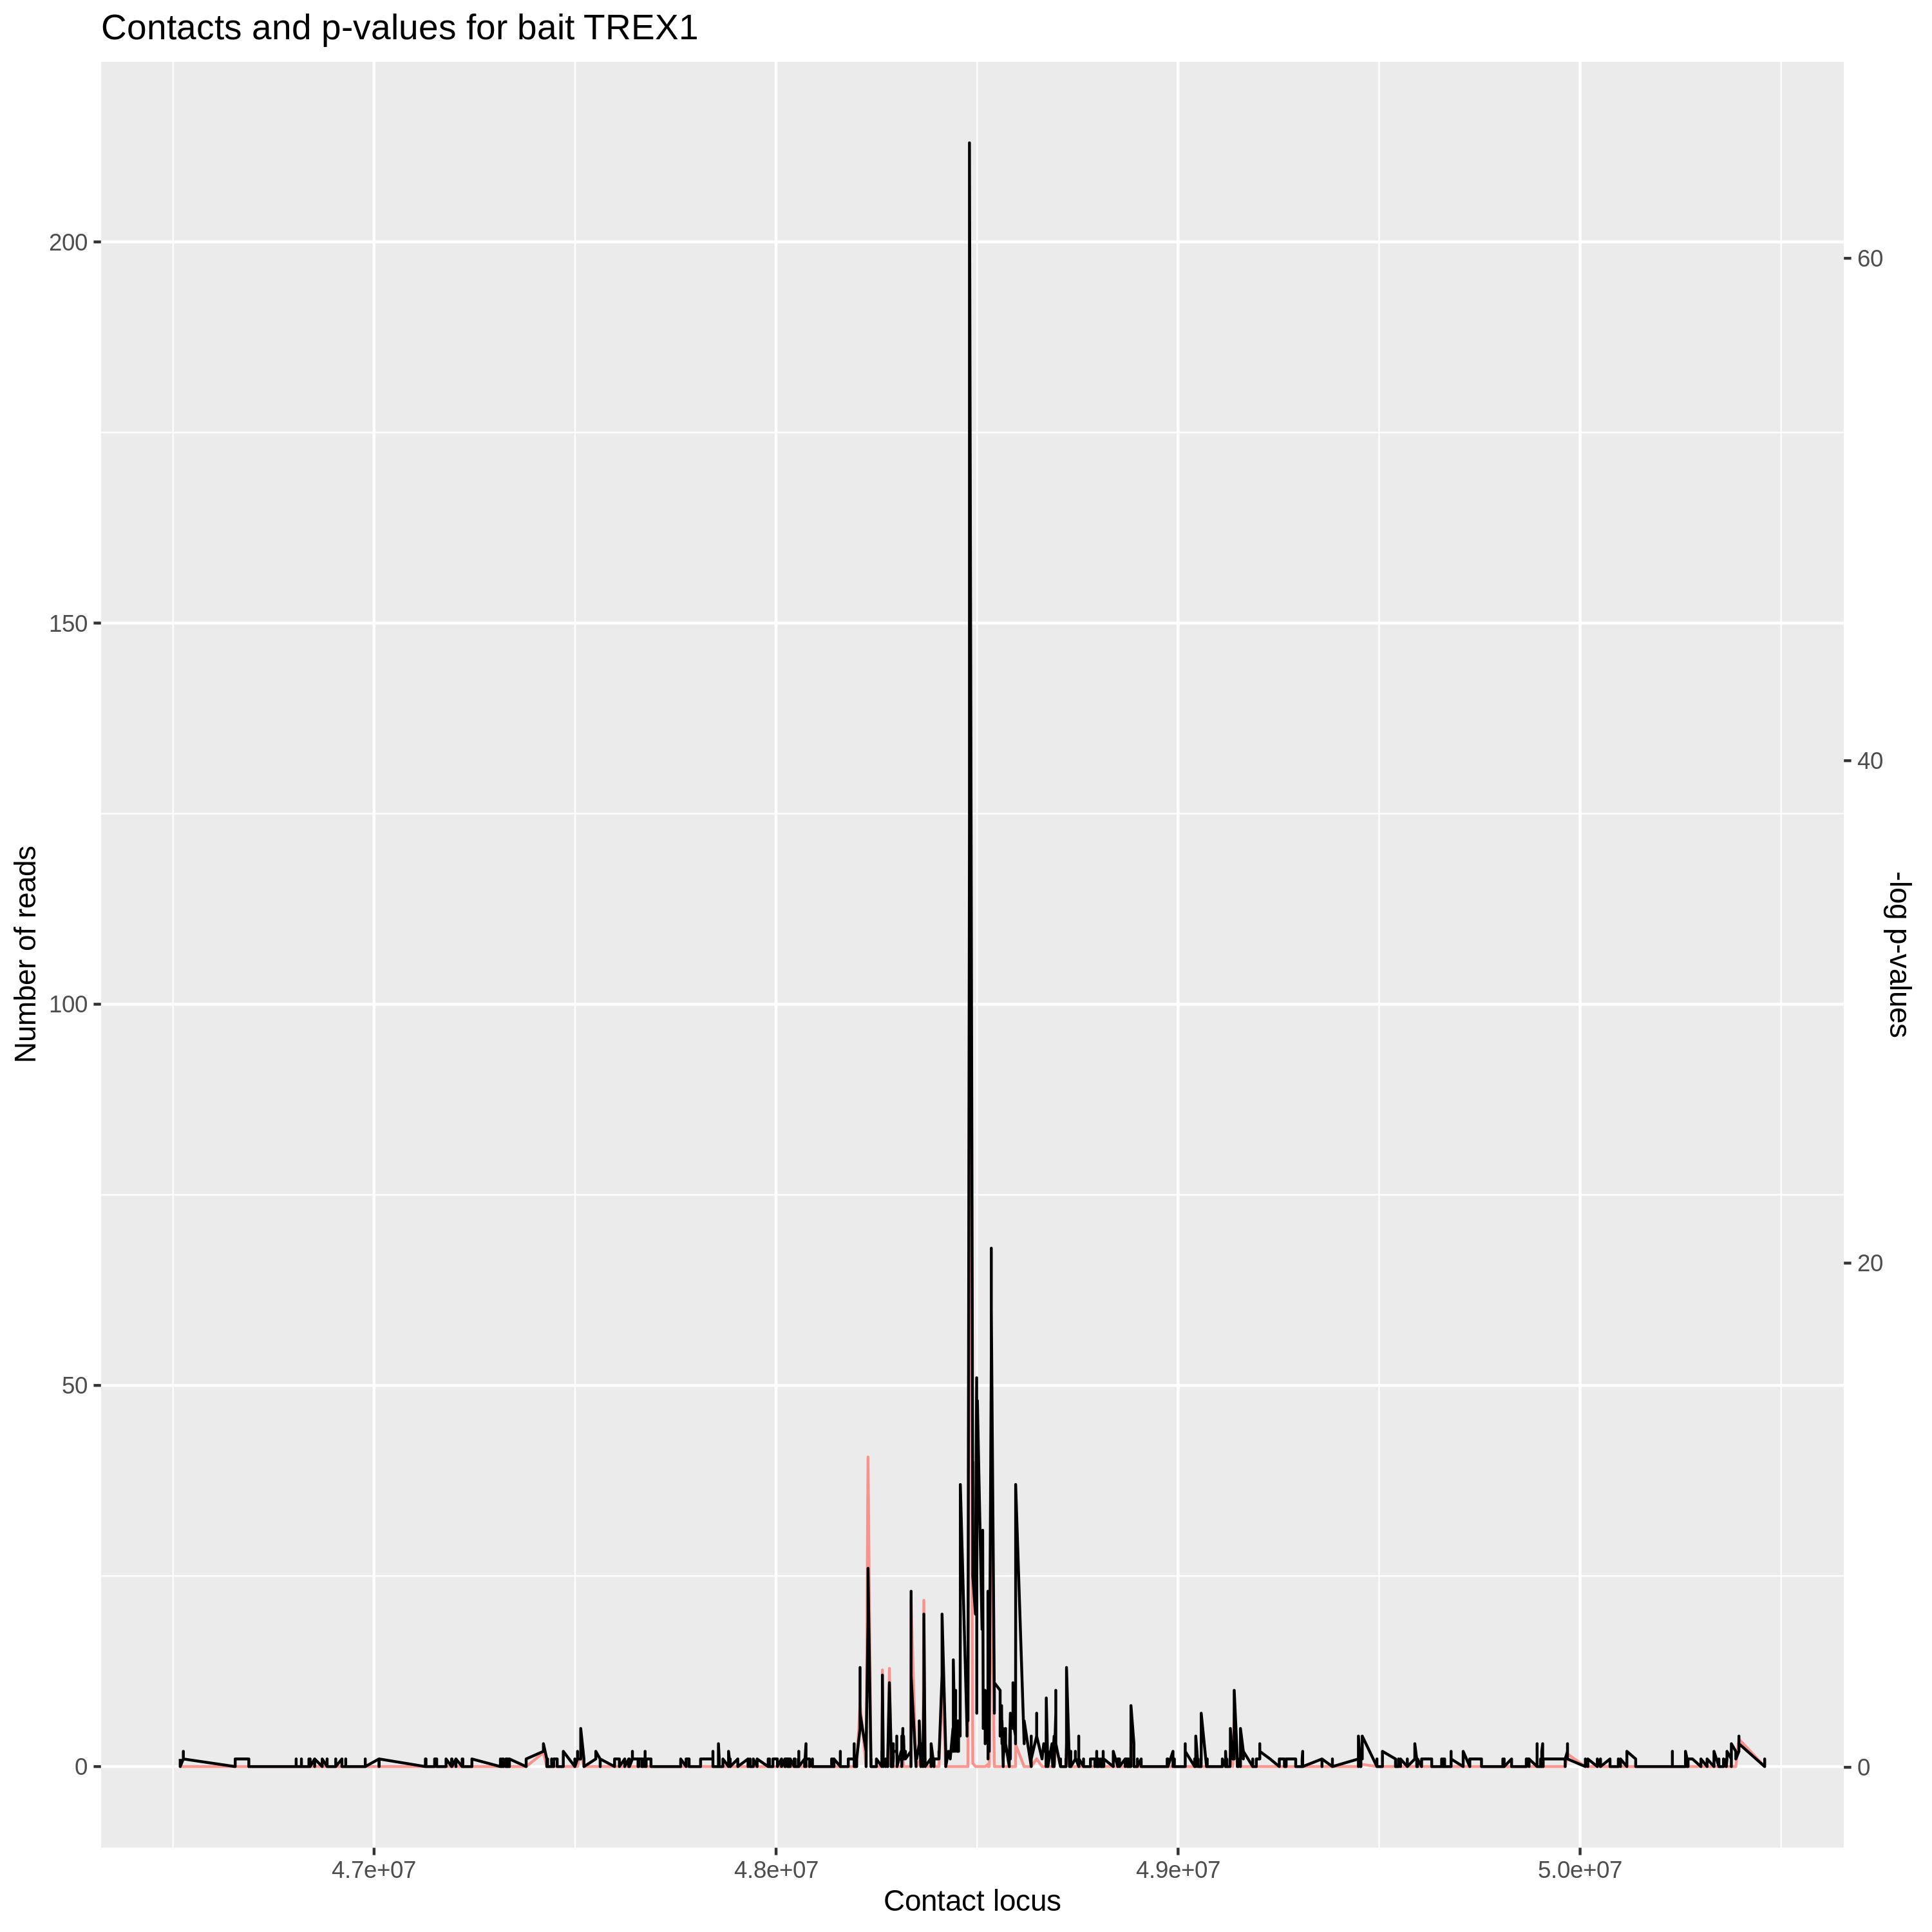 Contacts and p-values for bait TREX1
200
150
100
50
0
Number of reads
60
40
20
0
-log p-values
4.7e+07
4.8e+07
4.9e+07
5.0e+07
Contact locus